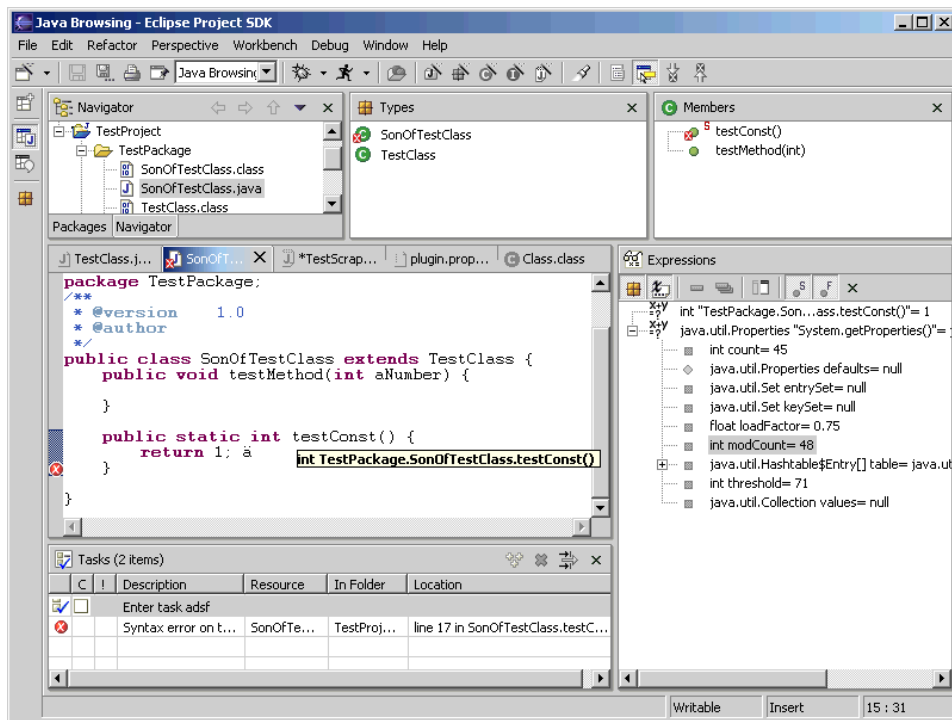 Java Browsing - Eclipse Project SDK
File Edit Refactor Perspective Workbench Debug Window Help
Java Browsing
Navigator
TestProject
TestPackage
SonOfTestClass.class
SonOfTestClass.java
TestClass.class
Packages Navigator
Types
SonOfTestClass
TestClass
Members
testConst()
testMethod(int)
TestClass.j... SonOfT... *TestScrap... plugin.prop... Class.class
package TestPackage;
/**
* @version 1.0
* @author
*/
public class SonOfTestClass extends TestClass {
public void testMethod(int aNumber) {
}
public static int testConst() {
return 1; ä
int TestPackage.SonOfTestClass.testConst()
}
}
Expressions
int "TestPackage.Son...ass.testConst()"= 1
java.util.Properties "System.getProperties()"=
int count= 45
java.util.Properties defaults= null
java.util.Set entrySet= null
java.util.Set keySet= null
float loadFactor= 0.75
int modCount= 48
java.util.Hashtable$Entry[] table= java.ut
int threshold= 71
java.util.Collection values= null
Tasks (2 items)
C ! Description Resource In Folder Location
Enter task adsf
Syntax error on t... SonOfTe... TestProj... line 17 in SonOfTestClass.testC...
Writable Insert 15 : 31